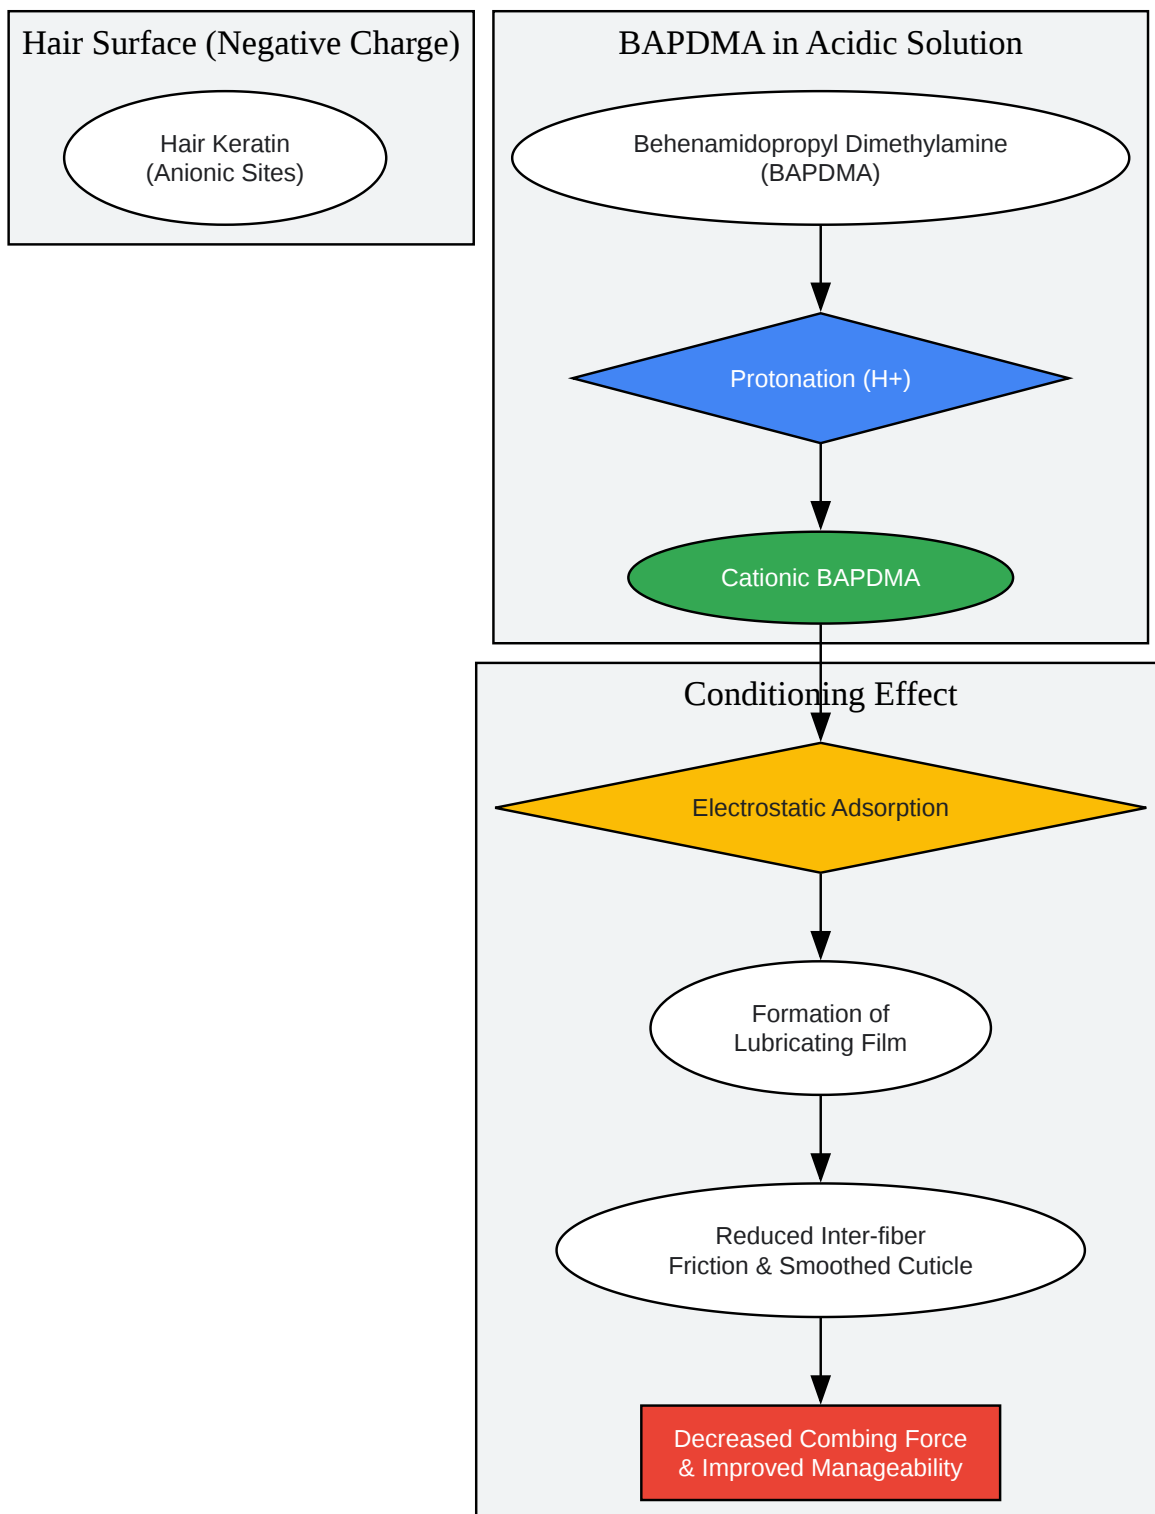 Hair Surface (Negative Charge)
Hair Keratin
(Anionic Sites)
BAPDMA in Acidic Solution
Behenamidopropyl Dimethylamine
(BAPDMA)
Protonation (H+)
Cationic BAPDMA
Conditioning Effect
Electrostatic Adsorption
Formation of
Lubricating Film
Reduced Inter-fiber
Friction & Smoothed Cuticle
Decreased Combing Force
& Improved Manageability